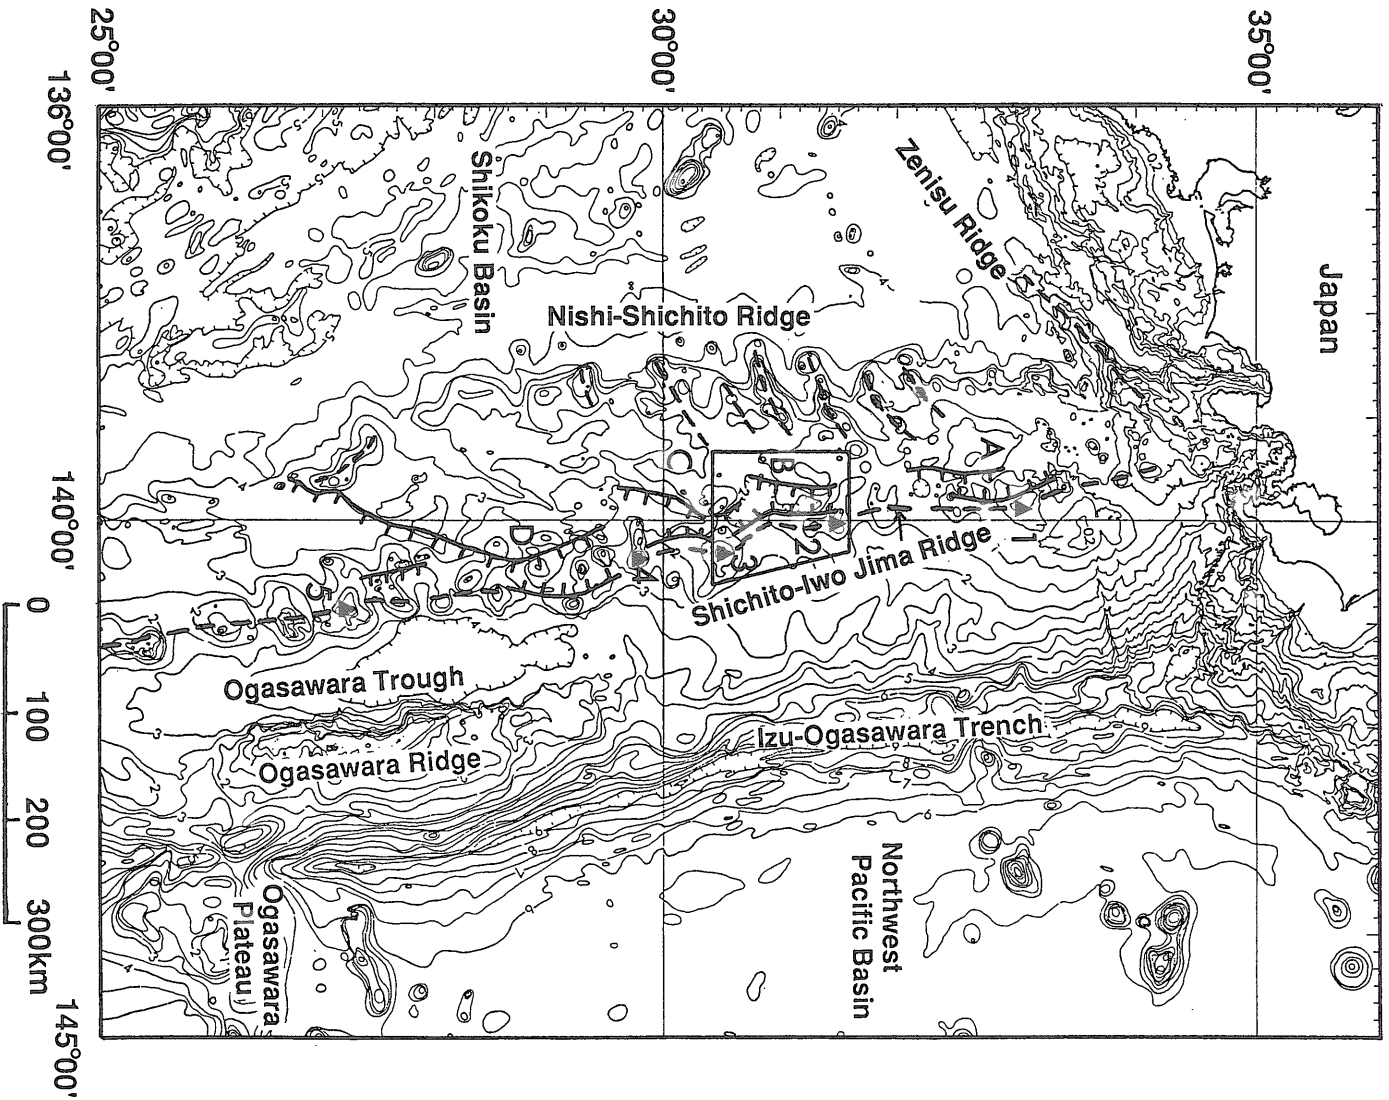 25°00'
30°00'
35°00'
136°00'
140°00'
145°00'
Japan
Zenisu Ridge
Shikoku Basin
Nishi-Shichito Ridge
A
B
C
D
1
2
3
4
5
Shichito-Iwo Jima Ridge
Ogasawara Trough
Ogasawara Ridge
Izu-Ogasawara Trench
Northwest
Pacific Basin
Ogasawara
Plateau
0
100
200
300km